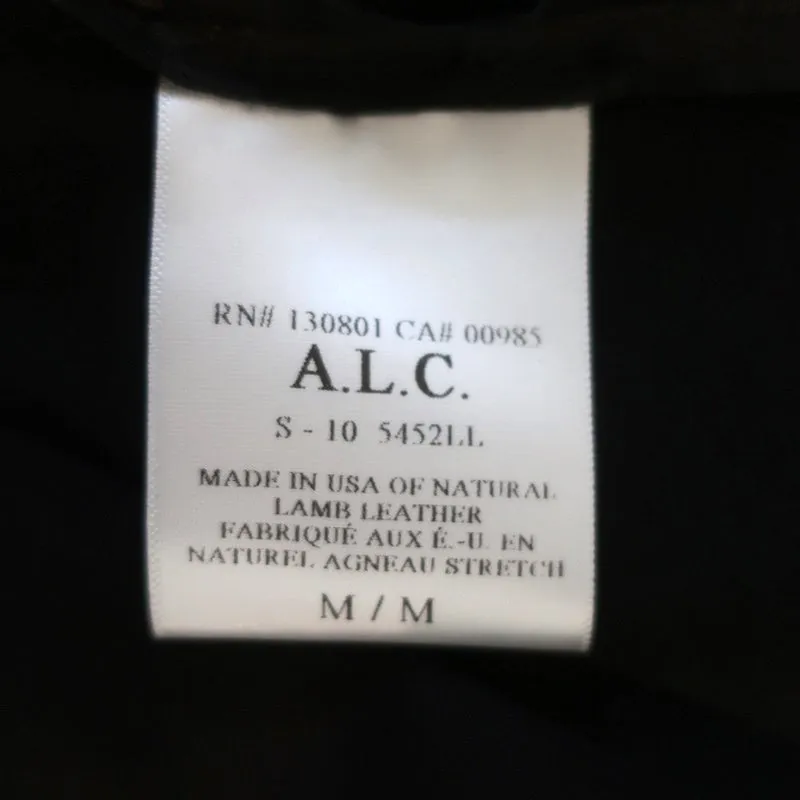 RN# 130801 CA# 00985
A.L.C.
S - 10 5452LL
MADE IN USA OF NATURAL
LAMB LEATHER
FABRIQUÉ AUX É.-U. EN
NATUREL AGNEAU STRETCH
M / M